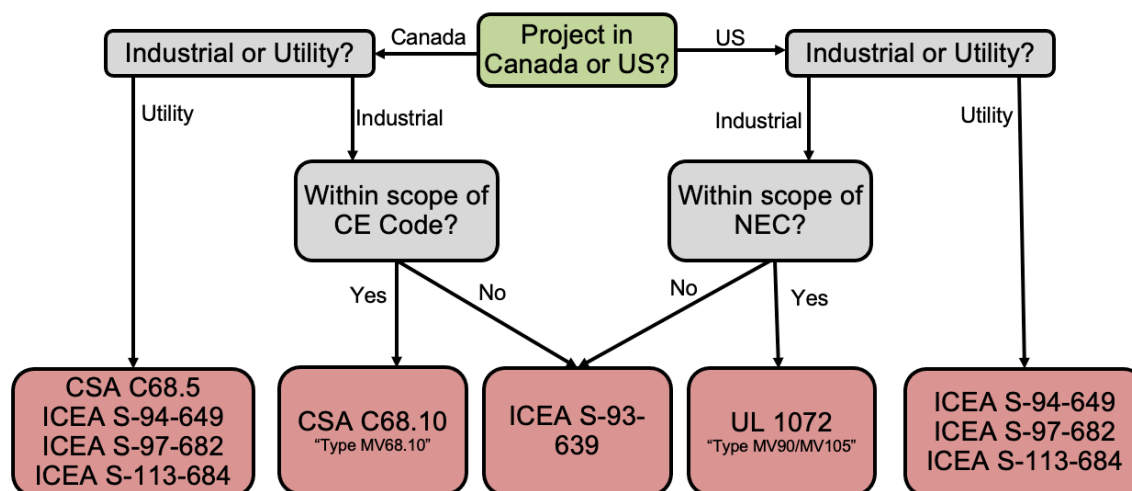 Project in
Canada or US?
Canada
US
Industrial or Utility?
Industrial or Utility?
Utility
Industrial
Industrial
Utility
Within scope of
CE Code?
Within scope of
NEC?
Yes
No
No
Yes
CSA C68.5
ICEA S-94-649
ICEA S-97-682
ICEA S-113-684
CSA C68.10
“Type MV68.10”
ICEA S-93-
639
UL 1072
“Type MV90/MV105”
ICEA S-94-649
ICEA S-97-682
ICEA S-113-684